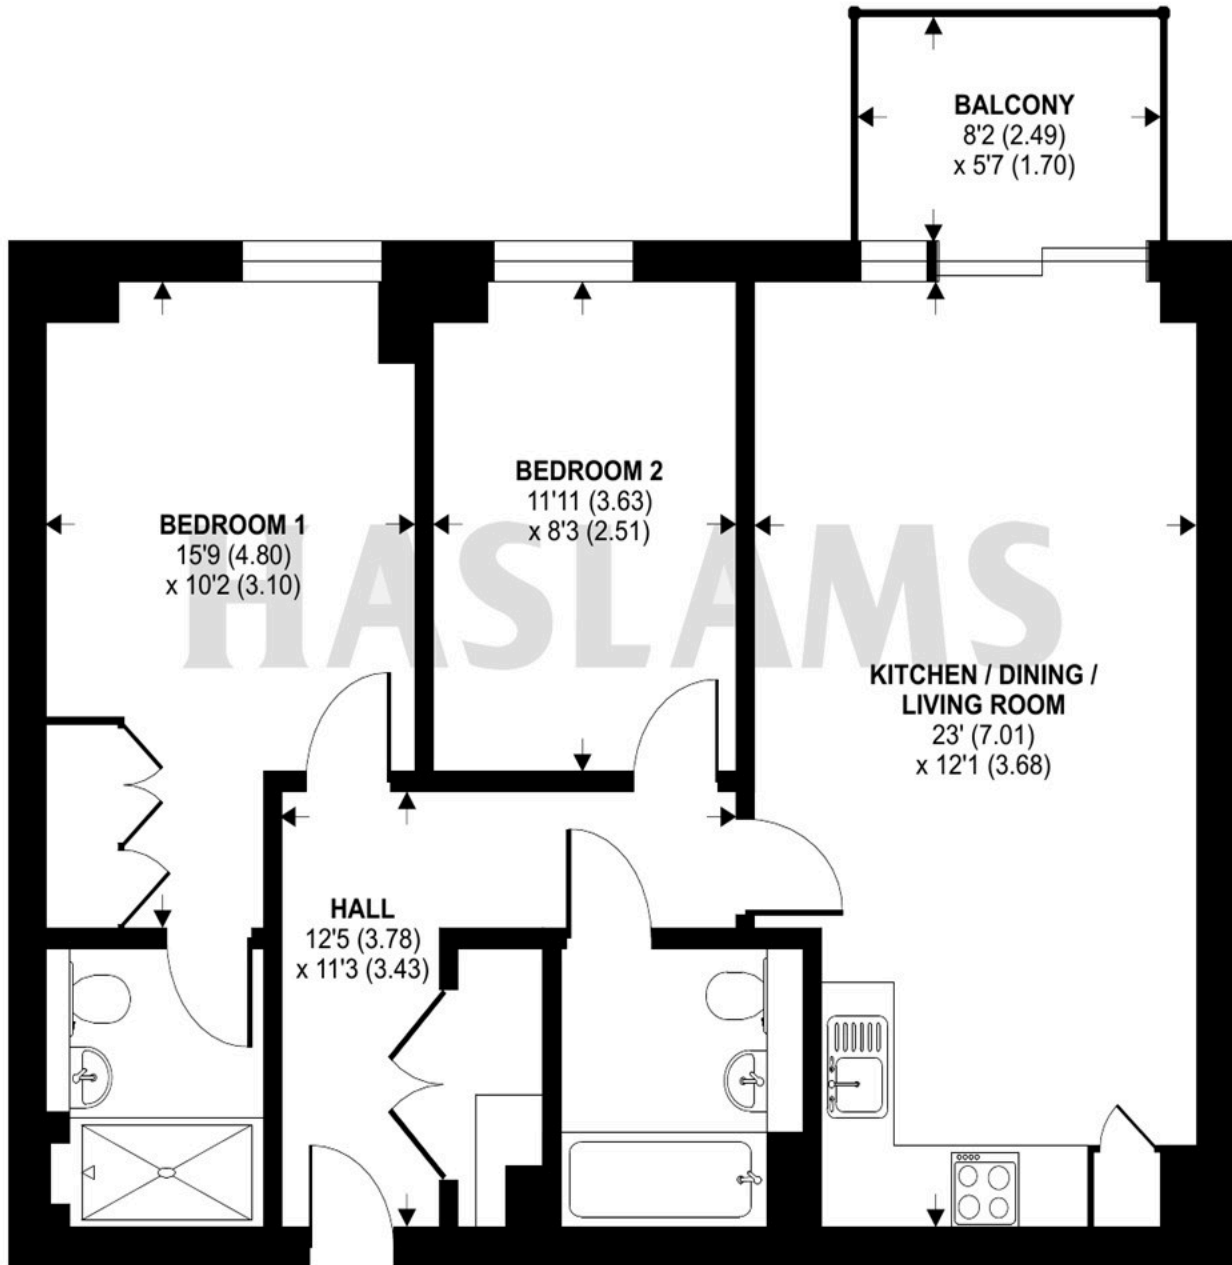 BALCONY
8'2 (2.49)
x 5'7 (1.70)
BEDROOM 1
15'9 (4.80)
x 10'2 (3.10)
BEDROOM 2
11'11 (3.63)
x 8'3 (2.51)
HASLAMS
KITCHEN / DINING /
LIVING ROOM
23' (7.01)
x 12'1 (3.68)
HALL
12'5 (3.78)
x 11'3 (3.43)